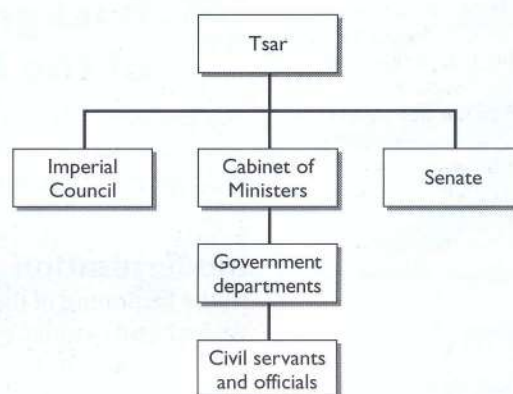 Tsar
Imperial
Council
Cabinet of
Ministers
Senate
Government
departments
Civil servants
and officials